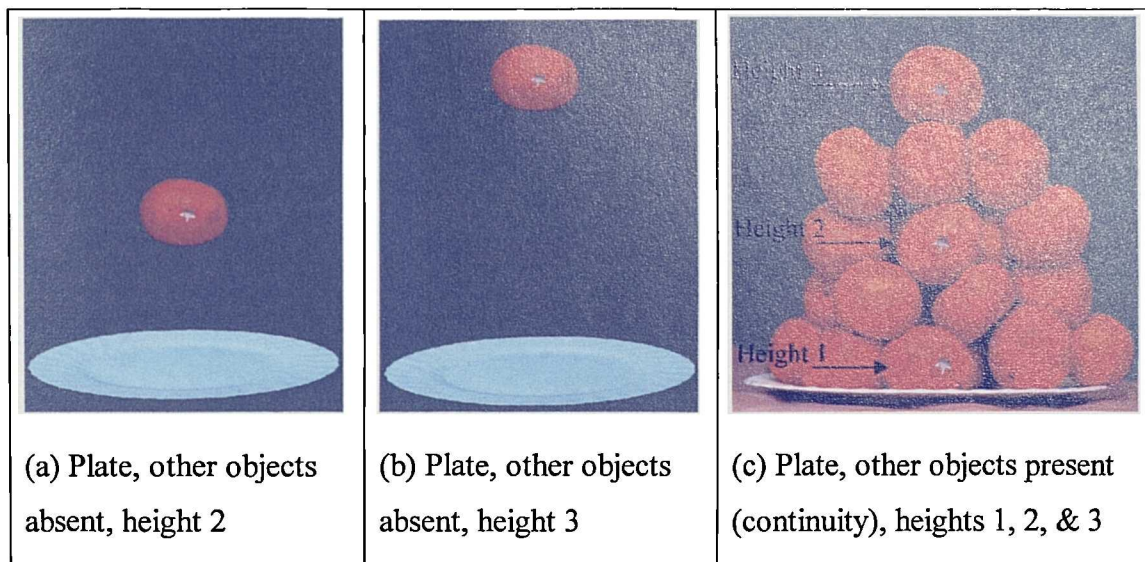 Height 3
Height 2
Height 1
(a) Plate, other objects
absent, height 2
(b) Plate, other objects
absent, height 3
(c) Plate, other objects present
(continuity), heights 1, 2, & 3